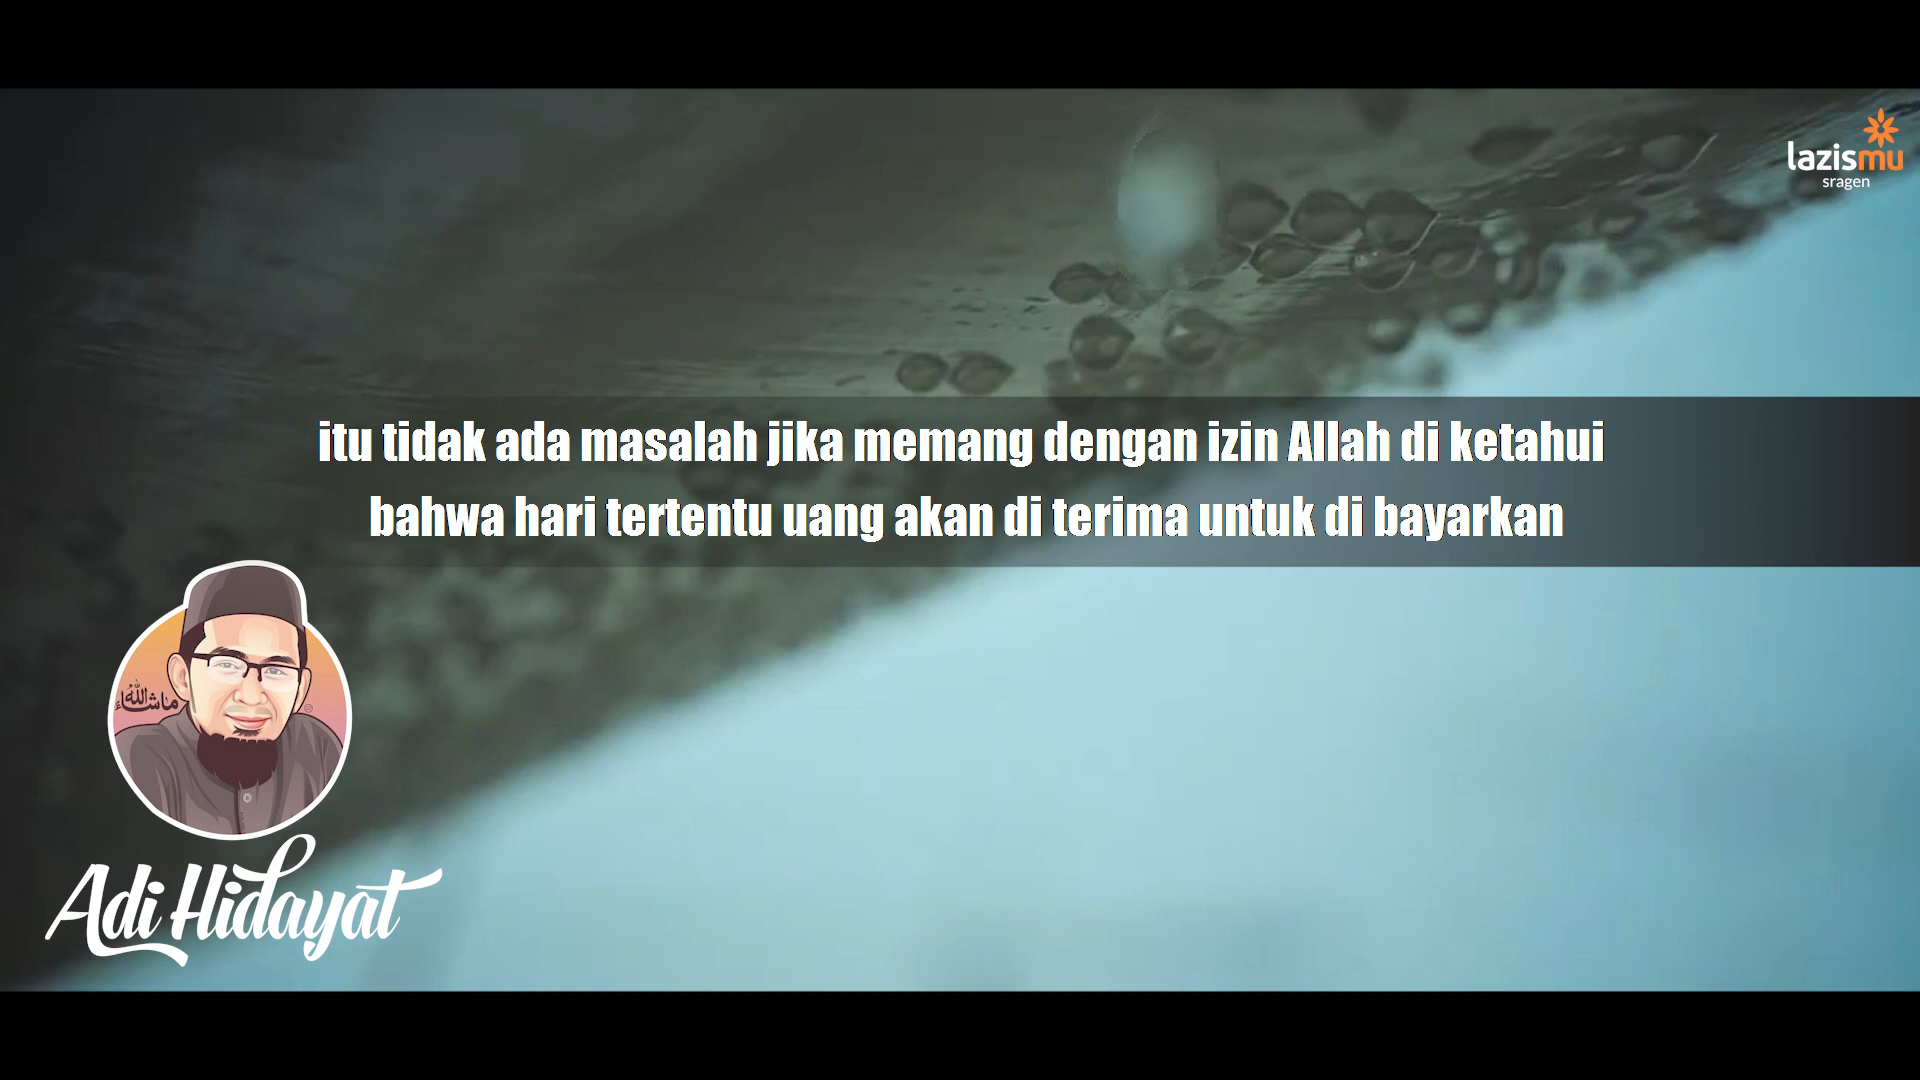 lazismu
sragen
itu tidak ada masalah jika memang dengan izin Allah di ketahui
bahwa hari tertentu uang akan di terima untuk di bayarkan
ماشاءالله
Adi Hidayat